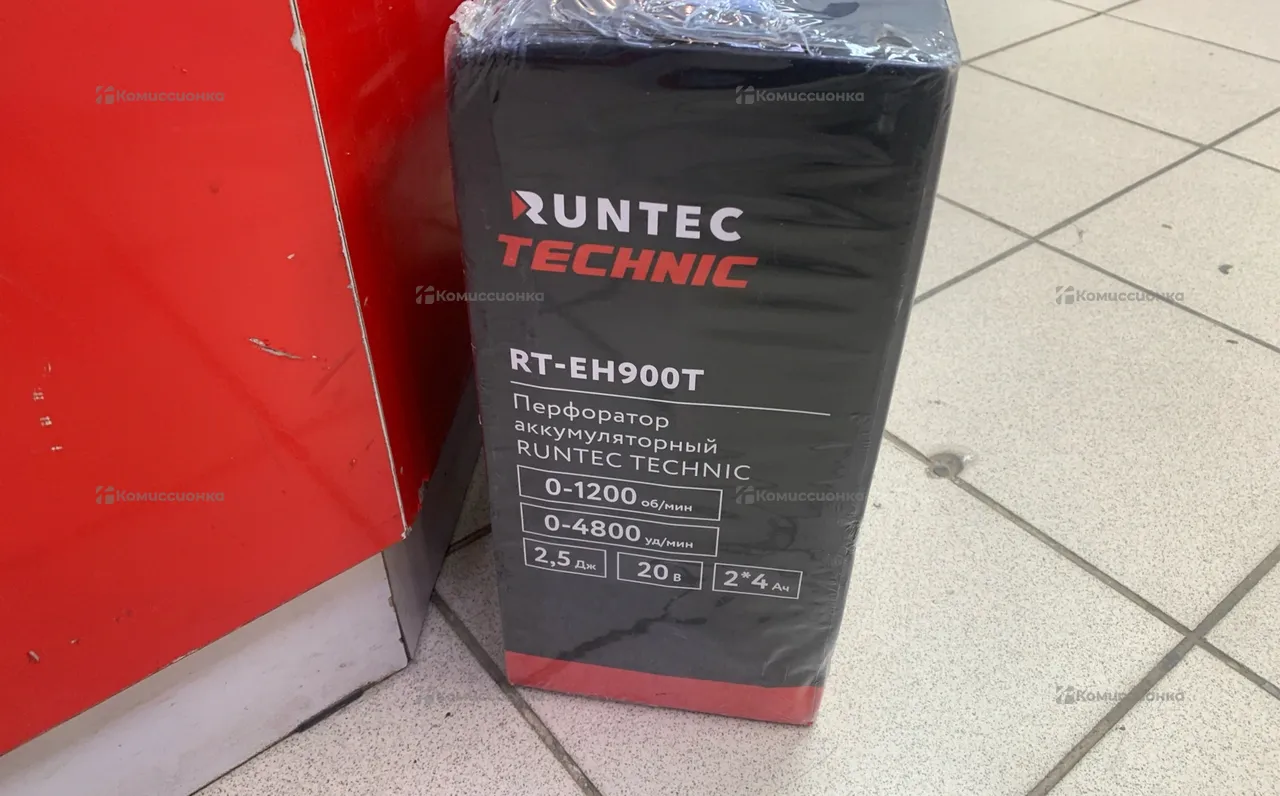 Комиссионка
Комиссионка
RUNTEC
TECHNIC
Комиссионка
Комиссионка
RT-EH900T
Перфоратор
аккумуляторный
RUNTEC TECHNIC
0-1200 об/мин
Комиссионка
Комиссионка
0-4800 уд/мин
2,5 Дж
20 В
2*4 Ач
Комиссионка
Комиссионка